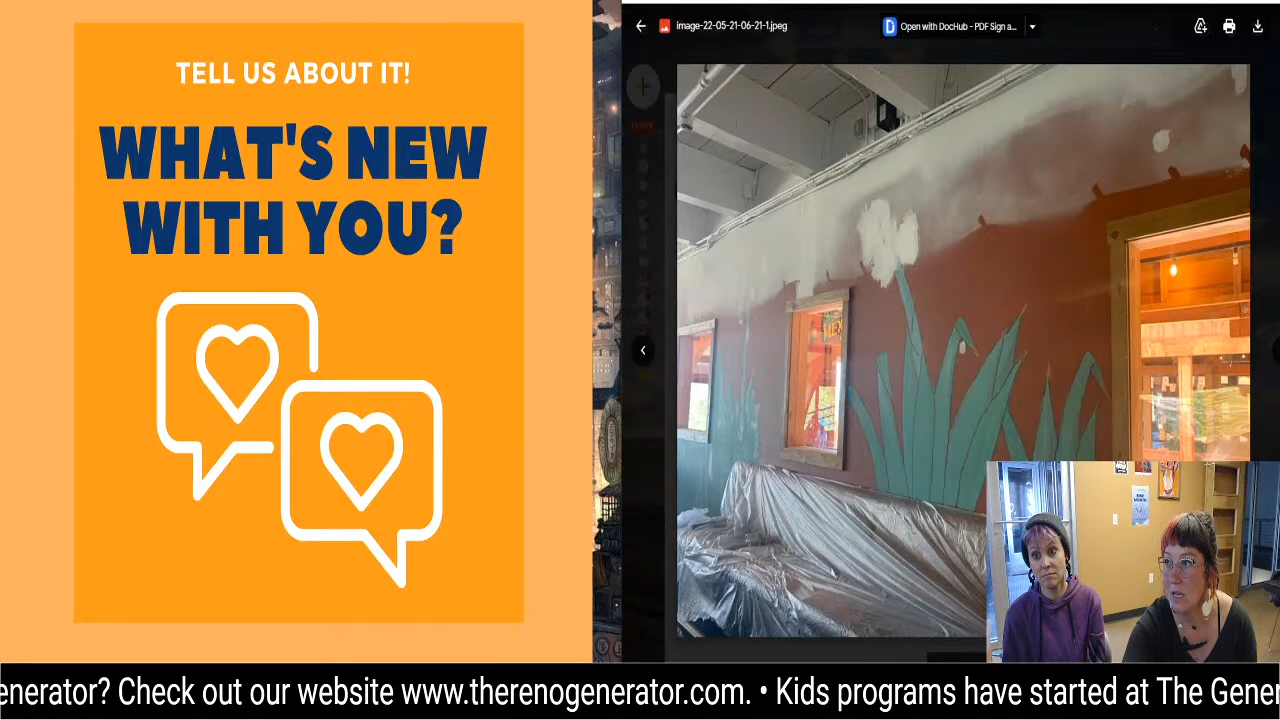 TELL US ABOUT IT!
WHAT'S NEW
WITH YOU?
image-22-05-21-06-21-1.jpeg
D Open with DocHub - PDF Sign a...
enerator? Check out our website www.therenogenerator.com. • Kids programs have started at The Gener